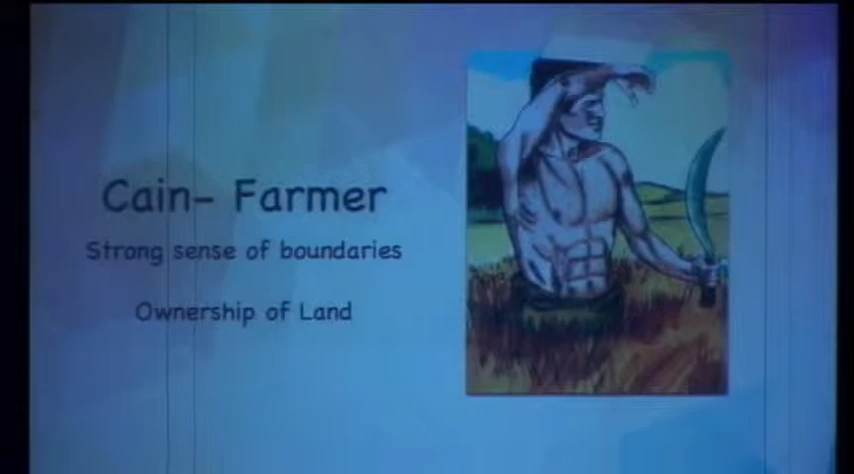 Cain- Farmer
Strong sense of boundaries
Ownership of Land